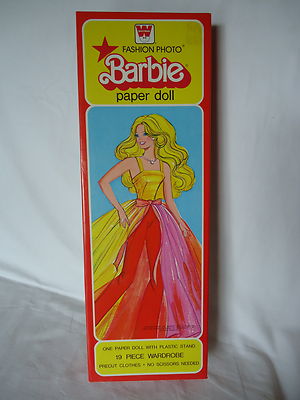 W
FASHION PHOTO
Barbie
paper doll
ONE PAPER DOLL WITH PLASTIC STAND
19 PIECE WARDROBE
PRECUT CLOTHES • NO SCISSORS NEEDED